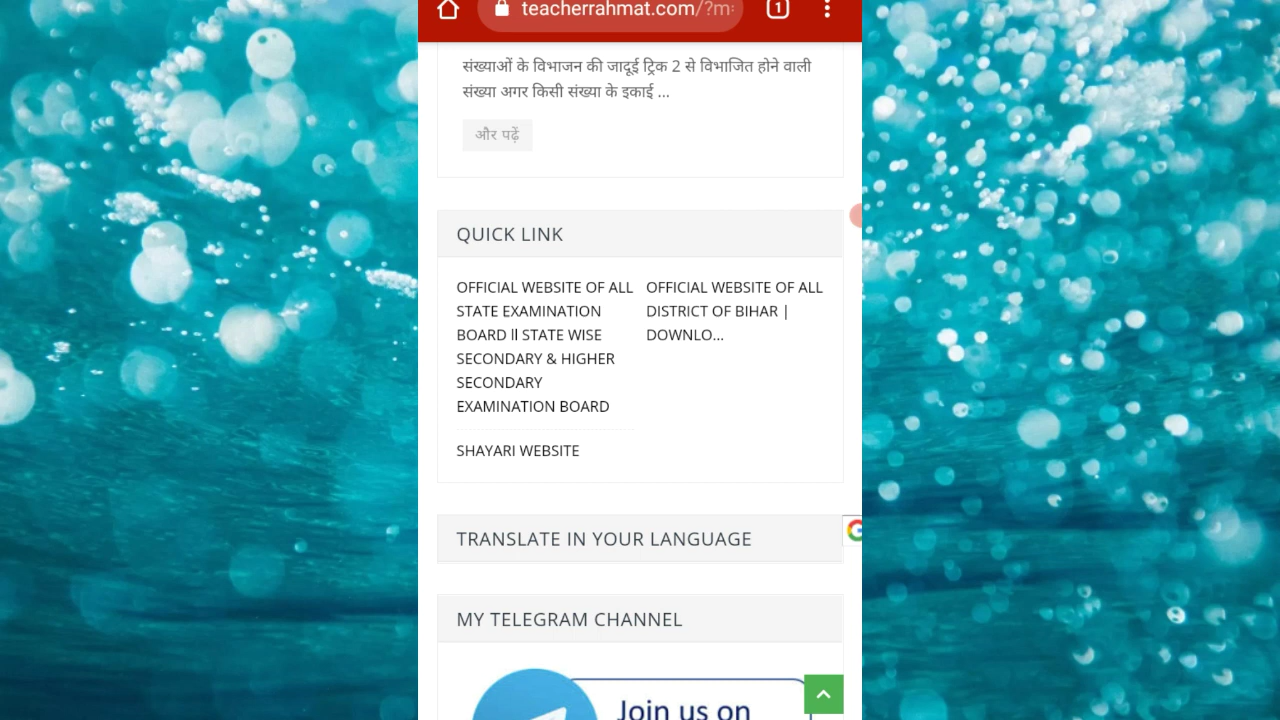 teacherrahmat.com/?m=
1
संख्याओं के विभाजन की जादूई ट्रिक 2 से विभाजित होने वाली
संख्या अगर किसी संख्या के इकाई ...
और पढ़ें
QUICK LINK
OFFICIAL WEBSITE OF ALL
STATE EXAMINATION
BOARD ll STATE WISE
SECONDARY & HIGHER
SECONDARY
EXAMINATION BOARD
SHAYARI WEBSITE
OFFICIAL WEBSITE OF ALL
DISTRICT OF BIHAR |
DOWNLO...
TRANSLATE IN YOUR LANGUAGE
MY TELEGRAM CHANNEL
Join us on